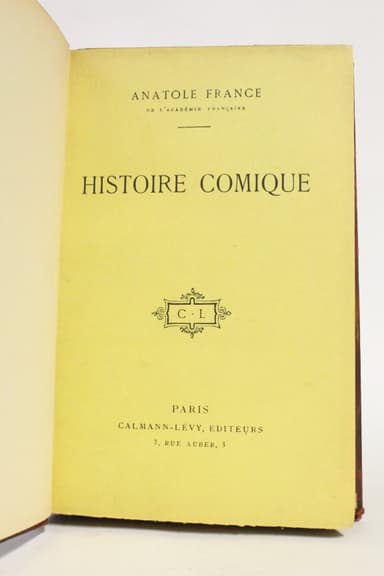 ANATOLE FRANCE
DE L'ACADÉMIE FRANÇAISE
HISTOIRE COMIQUE
C · L
PARIS
CALMANN-LÉVY, ÉDITEURS
3, RUE AUBER, 3